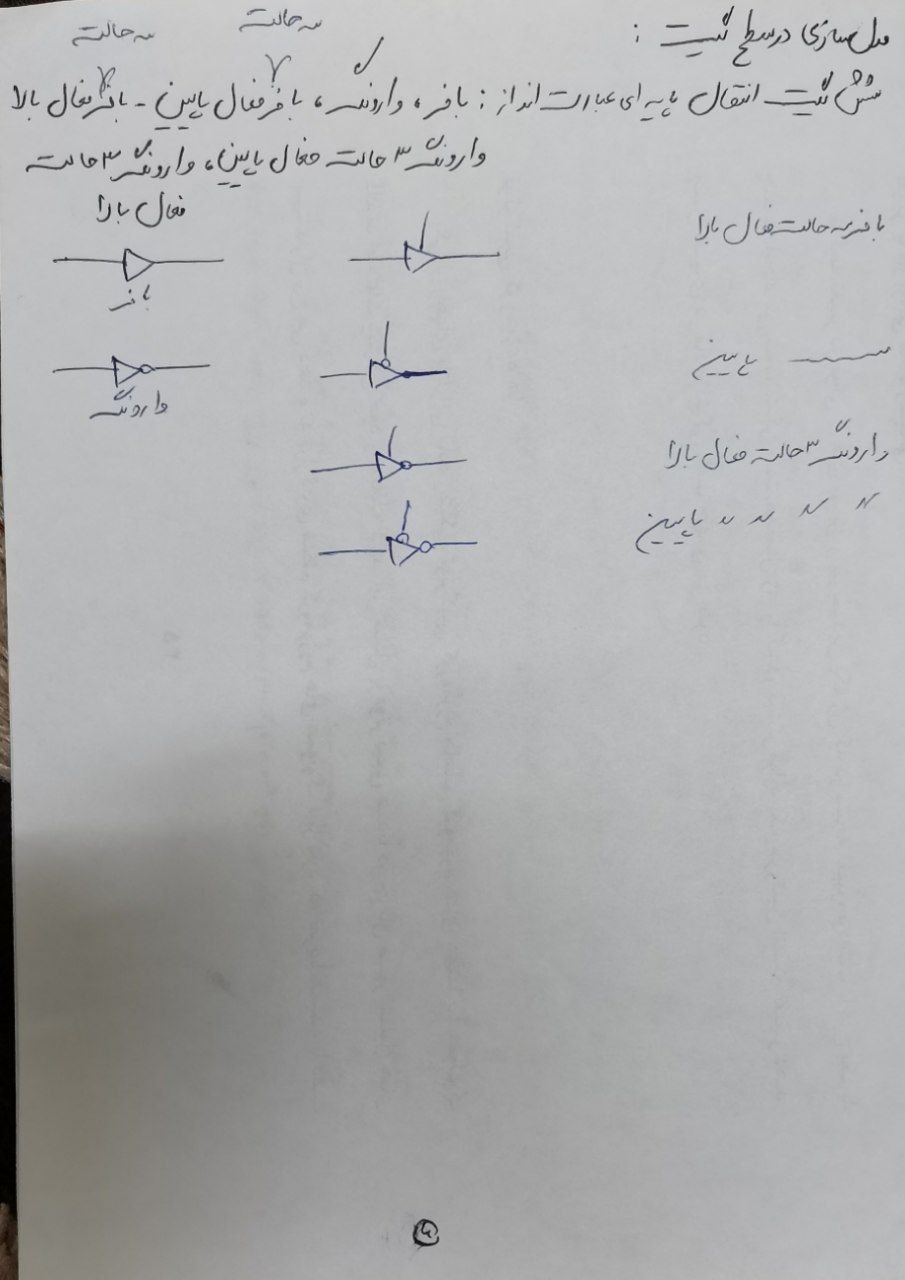 مدل سازی در سطح گیت :
سه حالته سه حالته
شش گیت انتقال پایه ای عبارت اند از : بافر ، وارونگر ، بافر فعال پایین - بافر فعال بالا
وارونگر ۳ حالته فعال پایین ، وارونگر ۳ حالته
فعال بالا
بافر سه حالته فعال بالا
بافر
پایین
وارونگر
وارونگر ۳ حالته فعال بالا
〃 〃 〃 〃 〃 پایین